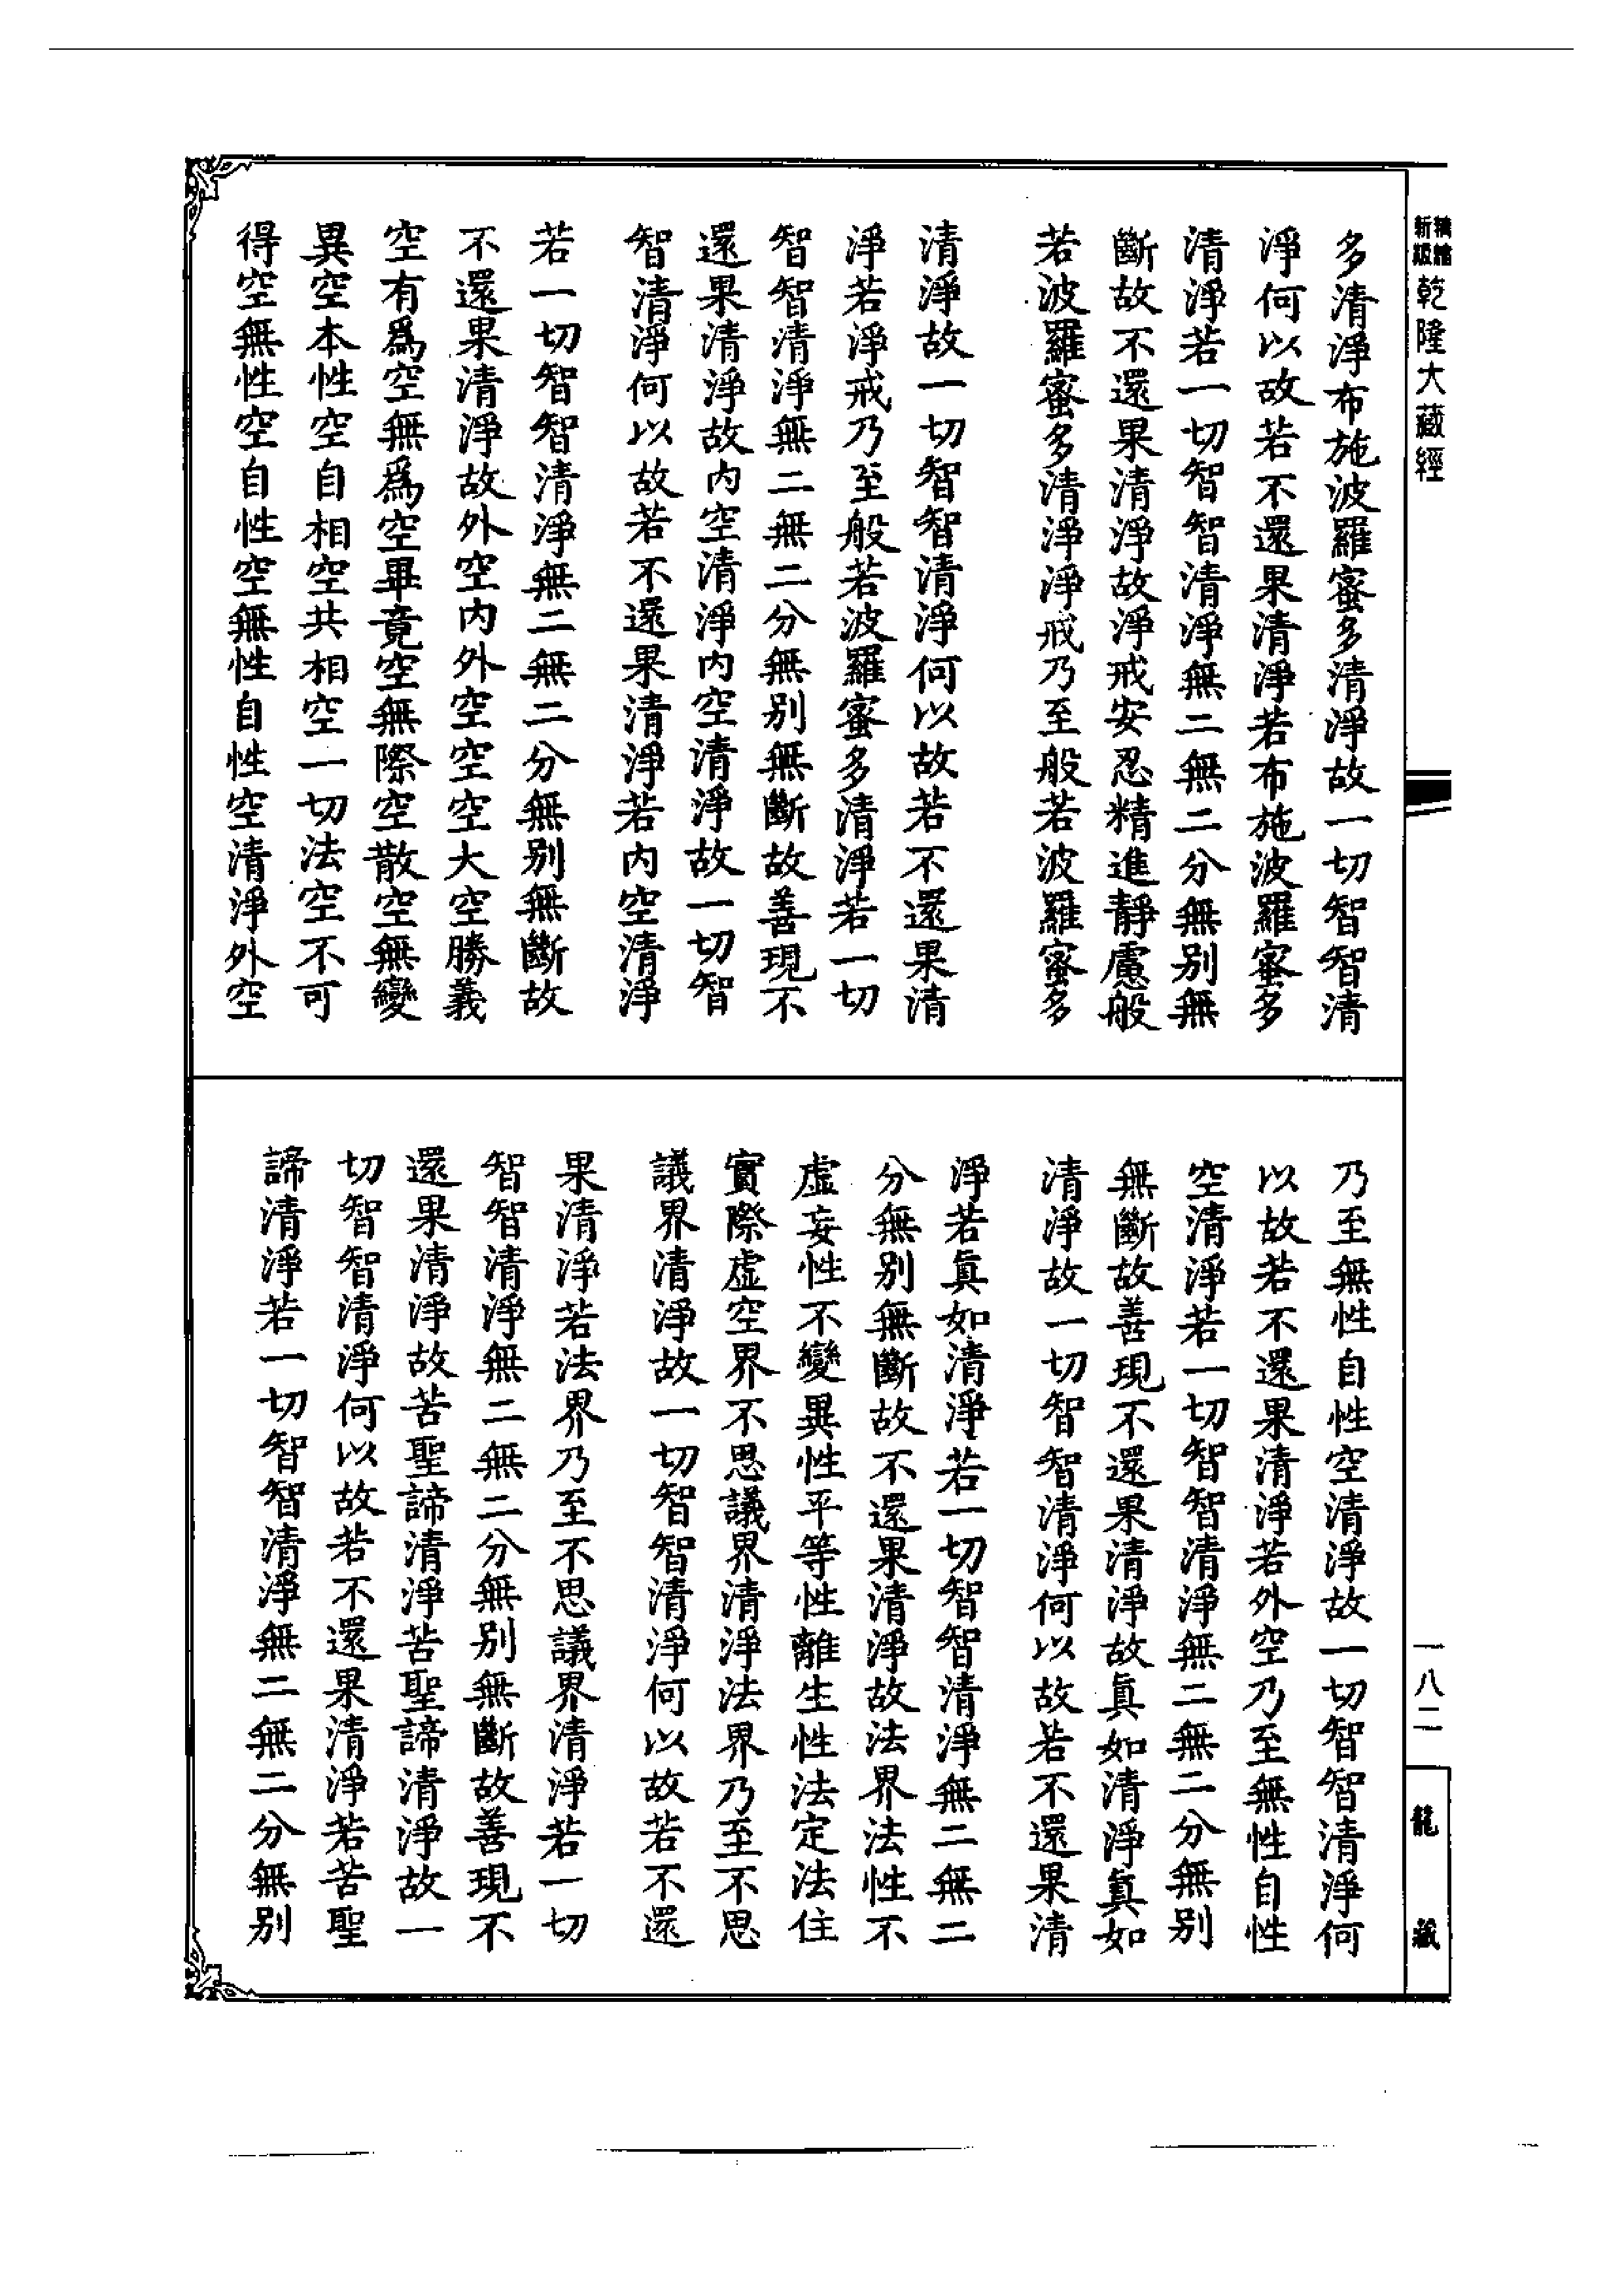 新編縮版乾隆大藏經
多清淨布施波羅蜜多清淨故一切智智清
淨何以故若不還果清淨若布施波羅蜜多
清淨若一切智智清淨無二無二分無別無
斷故不還果清淨故淨戒安忍精進靜慮般
若波羅蜜多清淨淨戒乃至般若波羅蜜多
清淨故一切智智清淨何以故若不還果清
淨若淨戒乃至般若波羅蜜多清淨若一切
智智清淨無二無二分無別無斷故善現不
還果清淨故內空清淨內空清淨故一切智
智清淨何以故若不還果清淨若內空清淨
若一切智智清淨無二無二分無別無斷故
不還果清淨故外空內外空空空大空勝義
空有為空無為空畢竟空無際空散空無變
異空本性空自相空共相空一切法空不可
得空無性空自性空無性自性空清淨外空
乃至無性自性空清淨故一切智智清淨何
以故若不還果清淨若外空乃至無性自性
空清淨若一切智智清淨無二無二分無別
無斷故善現不還果清淨故真如清淨真如
清淨故一切智智清淨何以故若不還果清
淨若真如清淨若一切智智清淨無二無二
分無別無斷故不還果清淨故法界法性不
虛妄性不變異性平等性離生性法定法住
實際虛空界不思議界清淨法界乃至不思
議界清淨故一切智智清淨何以故若不還
果清淨若法界乃至不思議界清淨若一切
智智清淨無二無二分無別無斷故善現不
還果清淨故苦聖諦清淨苦聖諦清淨故一
切智智清淨何以故若不還果清淨若苦聖
諦清淨若一切智智清淨無二無二分無別
一八二
龍藏